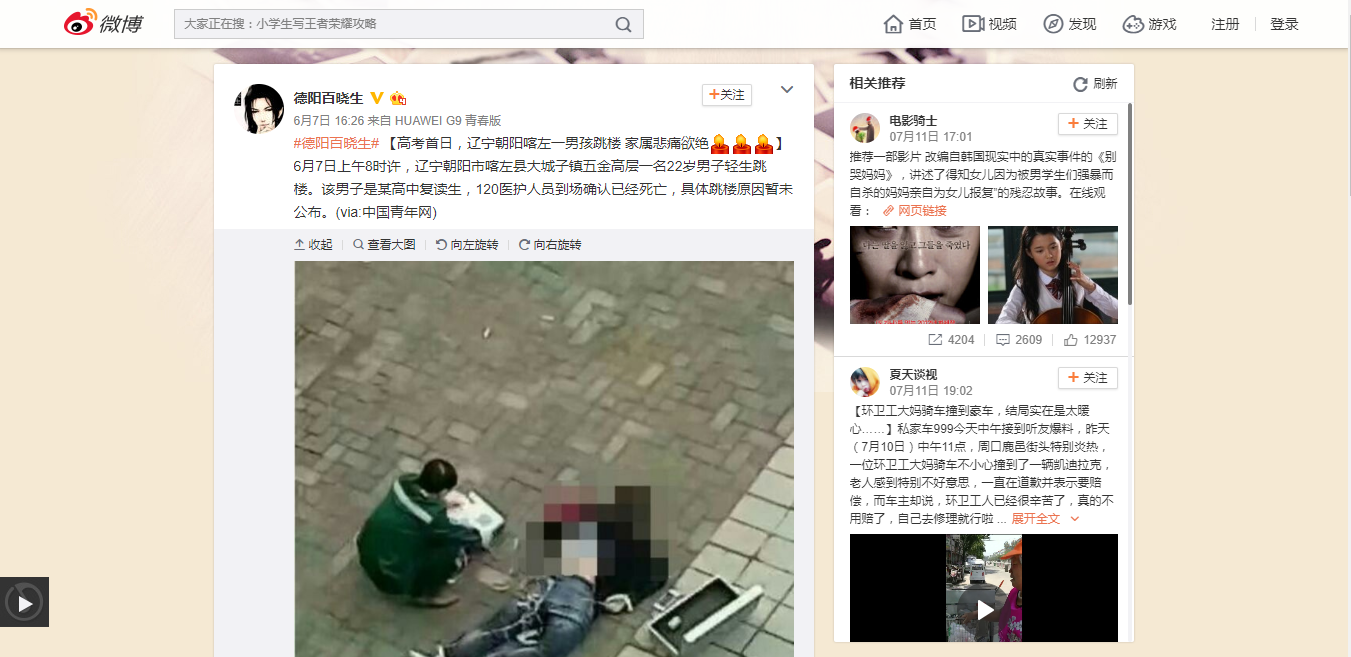 微博
大家正在搜：小学生写王者荣耀攻略
首页
视频
发现
游戏
注册
登录
德阳百晓生
6月7日 16:26 来自 HUAWEI G9 青春版
+关注
#德阳百晓生# 【高考首日，辽宁朝阳喀左一男孩跳楼 家属悲痛欲绝】
6月7日上午8时许，辽宁朝阳市喀左县大城子镇五金高层一名22岁男子轻生跳
楼。该男子是某高中复读生，120医护人员到场确认已经死亡，具体跳楼原因暂未
公布。(via:中国青年网)
收起
查看大图
向左旋转
向右旋转
相关推荐
刷新
电影骑士
07月11日 17:01
+ 关注
推荐一部影片 改编自韩国现实中的真实事件的《别
哭妈妈》，讲述了得知女儿因为被男学生们强暴而
自杀的妈妈亲自为女儿报复”的残忍故事。在线观
看： 网页链接
4204
2609
12937
夏天谈视
07月11日 19:02
+ 关注
【环卫工大妈骑车撞到豪车，结局实在是太暖
心……】私家车999今天中午接到听友爆料，昨天
（7月10日）中午11点，周口鹿邑街头特别炎热，
一位环卫工大妈骑车不小心撞到了一辆凯迪拉克，
老人感到特别不好意思，一直在道歉并表示要赔
偿，而车主却说，环卫工人已经很辛苦了，真的不
用赔了，自己去修理就行啦 ... 展开全文